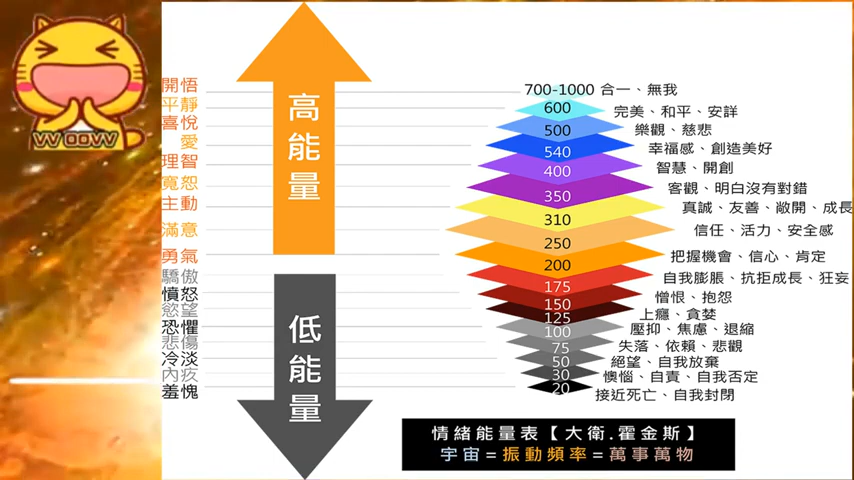 VV OOVV
開悟
平靜
喜悅
愛
理智
寬恕
主動
滿意
勇氣
驕傲
憤怒
慾望
恐懼
悲傷
冷淡
內疚
羞愧
高能量
低能量
700-1000 合一、無我
600 完美、和平、安詳
500 樂觀、慈悲
540 幸福感、創造美好
400 智慧、開創
350 客觀、明白沒有對錯
310 真誠、友善、敞開、成長
250 信任、活力、安全感
200 把握機會、信心、肯定
175 自我膨脹、抗拒成長、狂妄
150 憎恨、抱怨
125 上癮、貪婪
100 壓抑、焦慮、退縮
75 失落、依賴、悲觀
50 絕望、自我放棄
30 懊惱、自責、自我否定
20 接近死亡、自我封閉
情緒能量表【大衛.霍金斯】
宇宙=振動頻率=萬事萬物